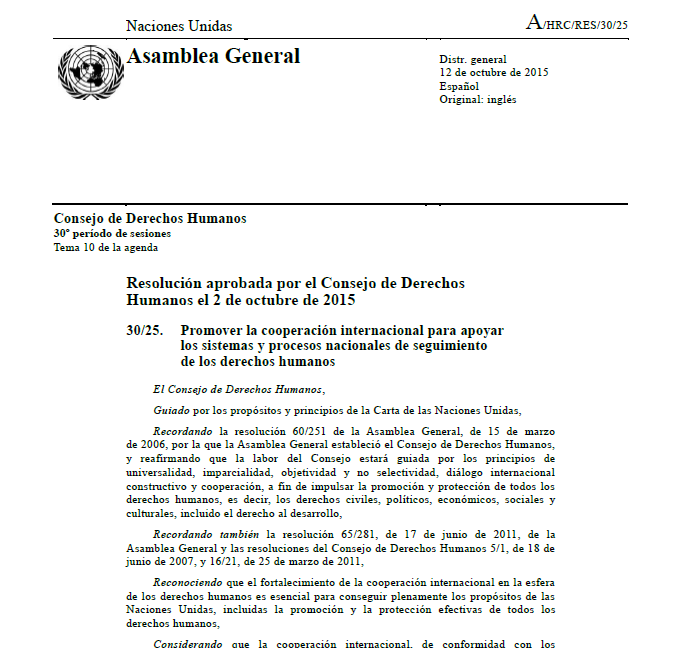 Naciones Unidas
A/HRC/RES/30/25
Asamblea General
Distr. general
12 de octubre de 2015
Español
Original: inglés
Consejo de Derechos Humanos
30º período de sesiones
Tema 10 de la agenda
Resolución aprobada por el Consejo de Derechos
Humanos el 2 de octubre de 2015
30/25. Promover la cooperación internacional para apoyar
los sistemas y procesos nacionales de seguimiento
de los derechos humanos
El Consejo de Derechos Humanos,
Guiado por los propósitos y principios de la Carta de las Naciones Unidas,
Recordando la resolución 60/251 de la Asamblea General, de 15 de marzo
de 2006, por la que la Asamblea General estableció el Consejo de Derechos Humanos,
y reafirmando que la labor del Consejo estará guiada por los principios de
universalidad, imparcialidad, objetividad y no selectividad, diálogo internacional
constructivo y cooperación, a fin de impulsar la promoción y protección de todos los
derechos humanos, es decir, los derechos civiles, políticos, económicos, sociales y
culturales, incluido el derecho al desarrollo,
Recordando también la resolución 65/281, de 17 de junio de 2011, de la
Asamblea General y las resoluciones del Consejo de Derechos Humanos 5/1, de 18 de
junio de 2007, y 16/21, de 25 de marzo de 2011,
Reconociendo que el fortalecimiento de la cooperación internacional en la esfera
de los derechos humanos es esencial para conseguir plenamente los propósitos de las
Naciones Unidas, incluidas la promoción y la protección efectivas de todos los
derechos humanos,
Considerando que la cooperación internacional, de conformidad con los